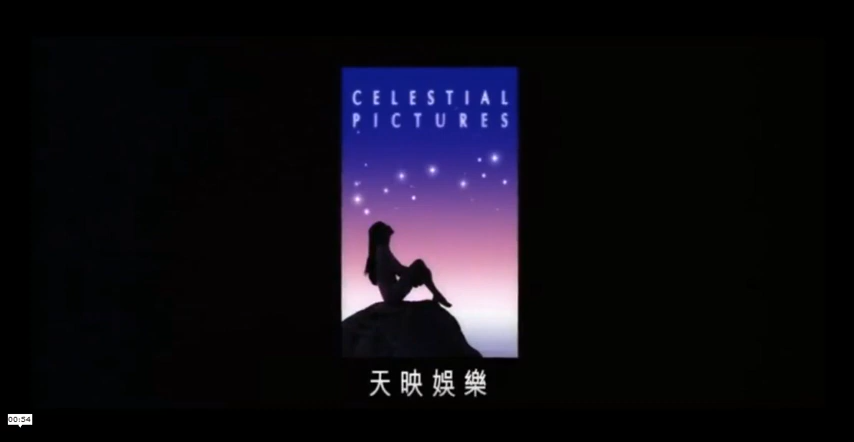 CELESTIAL
PICTURES
天映娛樂
00:54